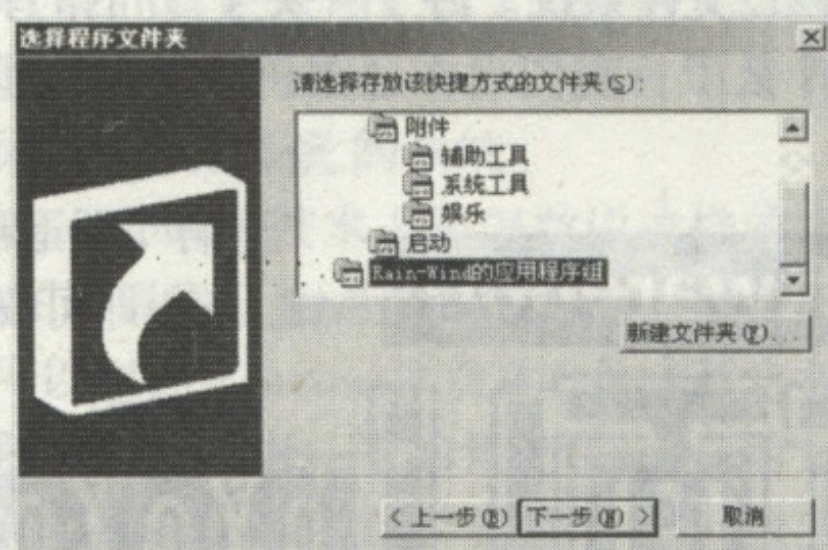 选择程序文件夹
请选择存放该快捷方式的文件夹(S):
附件
辅助工具
系统工具
娱乐
启动
Rain-Wind的应用程序组
新建文件夹(F)...
< 上一步(B)
下一步(N) >
取消